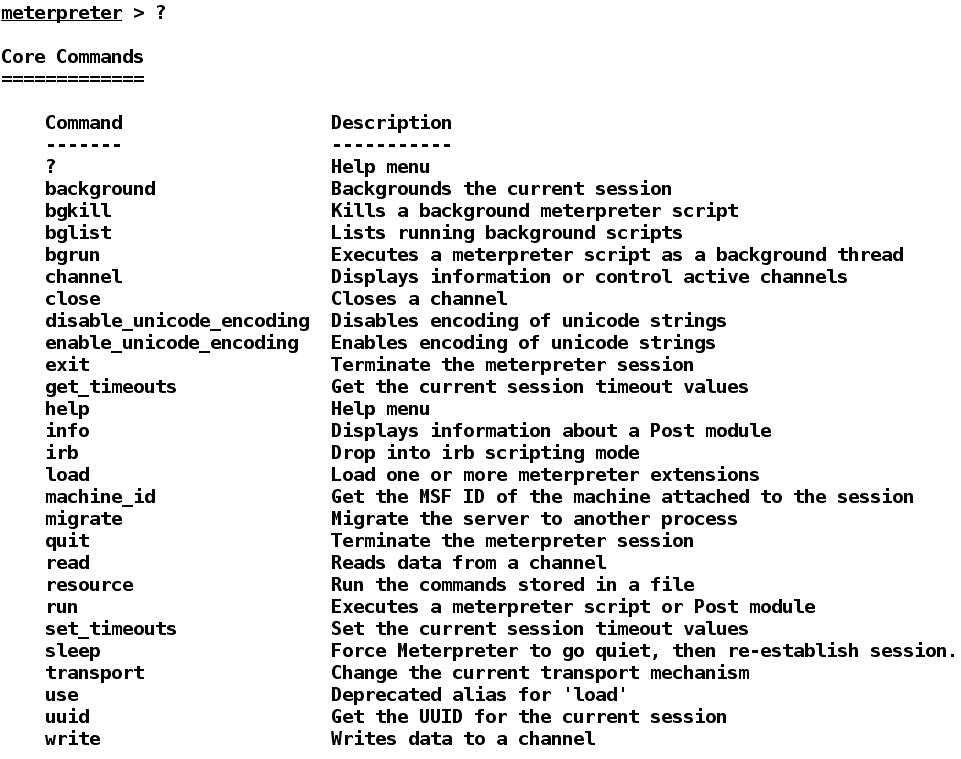 meterpreter > ?
Core Commands
=============
Command Description
------- -----------
? Help menu
background Backgrounds the current session
bgkill Kills a background meterpreter script
bglist Lists running background scripts
bgrun Executes a meterpreter script as a background thread
channel Displays information or control active channels
close Closes a channel
disable_unicode_encoding Disables encoding of unicode strings
enable_unicode_encoding Enables encoding of unicode strings
exit Terminate the meterpreter session
get_timeouts Get the current session timeout values
help Help menu
info Displays information about a Post module
irb Drop into irb scripting mode
load Load one or more meterpreter extensions
machine_id Get the MSF ID of the machine attached to the session
migrate Migrate the server to another process
quit Terminate the meterpreter session
read Reads data from a channel
resource Run the commands stored in a file
run Executes a meterpreter script or Post module
set_timeouts Set the current session timeout values
sleep Force Meterpreter to go quiet, then re-establish session.
transport Change the current transport mechanism
use Deprecated alias for 'load'
uuid Get the UUID for the current session
write Writes data to a channel